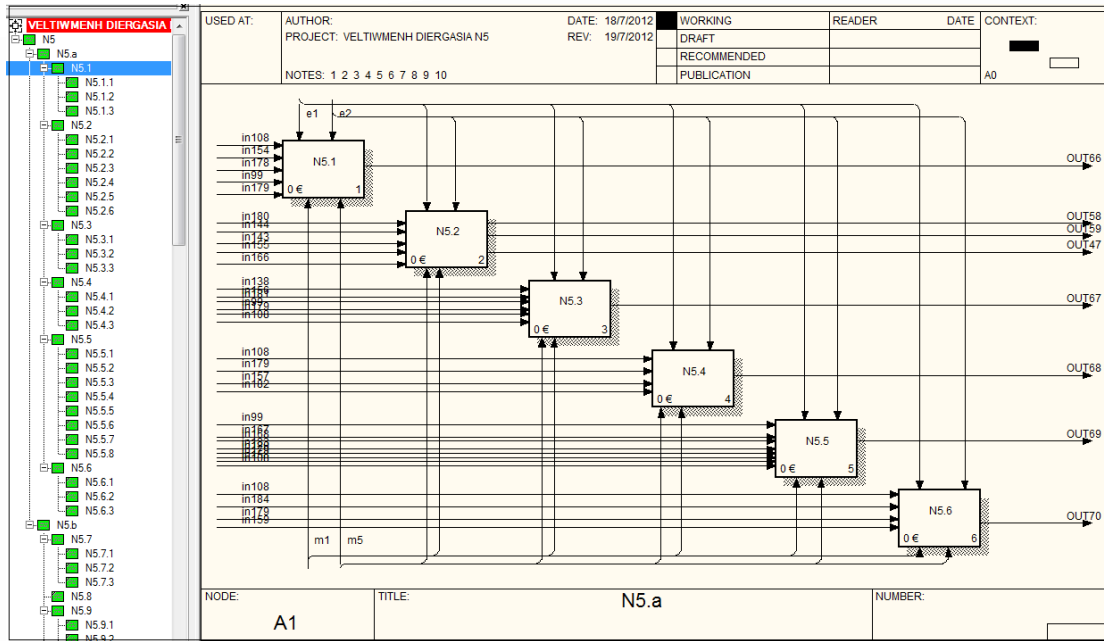 VELTIWMENH DIERGASIA
N5
N5.a
N5.1
N5.1.1
N5.1.2
N5.1.3
N5.2
N5.2.1
N5.2.2
N5.2.3
N5.2.4
N5.2.5
N5.2.6
N5.3
N5.3.1
N5.3.2
N5.3.3
N5.4
N5.4.1
N5.4.2
N5.4.3
N5.5
N5.5.1
N5.5.2
N5.5.3
N5.5.4
N5.5.5
N5.5.6
N5.5.7
N5.5.8
N5.6
N5.6.1
N5.6.2
N5.6.3
N5.b
N5.7
N5.7.1
N5.7.2
N5.7.3
N5.8
N5.9
N5.9.1
N5.9.2
USED AT:
AUTHOR:
DATE: 18/7/2012
PROJECT: VELTIWMENH DIERGASIA N5
REV: 19/7/2012
NOTES: 1 2 3 4 5 6 7 8 9 10
WORKING
DRAFT
RECOMMENDED
PUBLICATION
READER
DATE
CONTEXT:
A0
e1
e2
in108
in154
in178
in99
in179
N5.1
0 €
1
OUT66
in180
in144
in143
in155
in166
N5.2
0 €
2
OUT58
OUT59
OUT47
in138
in99
in179
in108
N5.3
0 €
3
OUT67
in108
in179
in157
in102
N5.4
0 €
4
OUT68
in99
in167
N5.5
0 €
5
OUT69
in108
in184
in179
in159
N5.6
0 €
6
OUT70
m1
m5
NODE:
A1
TITLE:
N5.a
NUMBER: